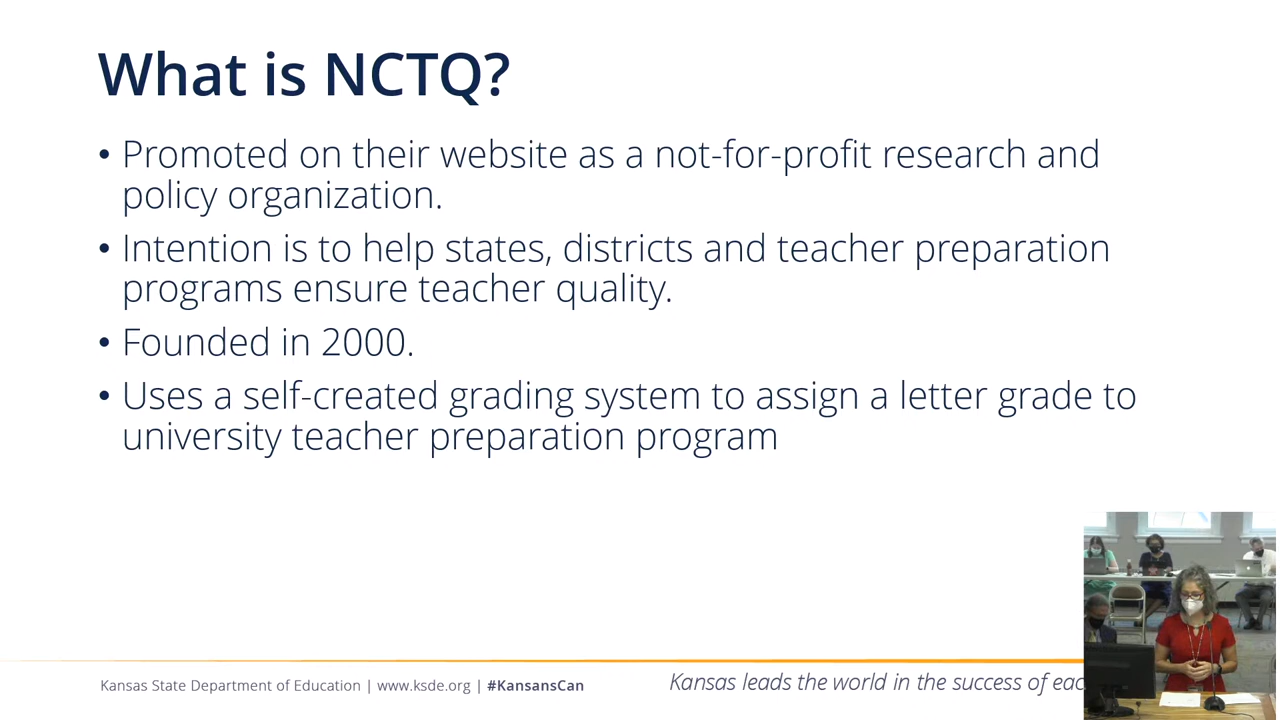 What is NCTQ?
• Promoted on their website as a not-for-profit research and
policy organization.
• Intention is to help states, districts and teacher preparation
programs ensure teacher quality.
• Founded in 2000.
• Uses a self-created grading system to assign a letter grade to
university teacher preparation program
Kansas State Department of Education | www.ksde.org | #KansansCan
Kansas leads the world in the success of